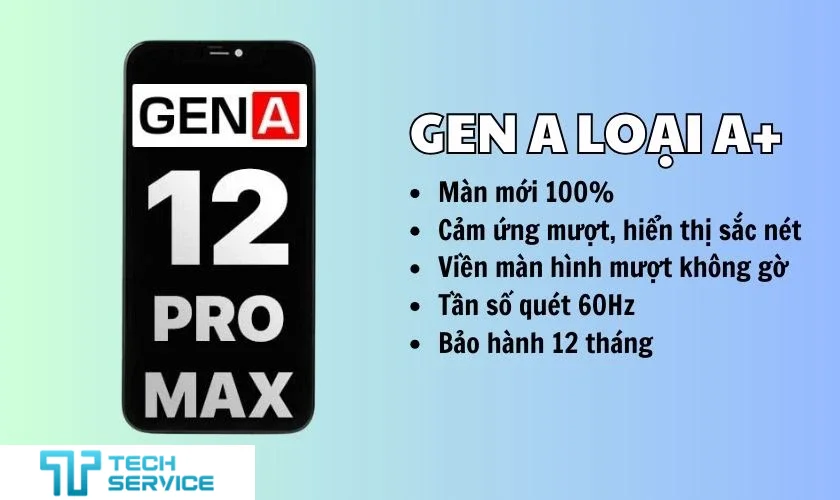 GEN A
12
PRO
MAX
GEN A LOẠI A+
• Màn mới 100%
• Cảm ứng mượt, hiển thị sắc nét
• Viền màn hình mượt không gờ
• Tần số quét 60Hz
• Bảo hành 12 tháng
TECH
SERVICE